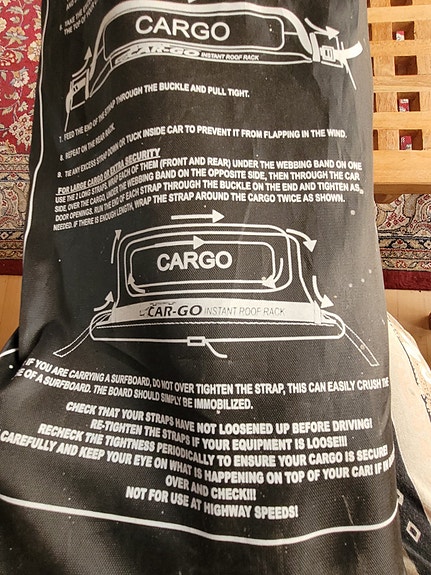 6. TAKE THE
CARGO
CAR-GO INSTANT ROOF RACK
THROUGH THE BUCKLE AND PULL TIGHT.
7. FEED THE END OF THE STRAP
8. REPEAT ON THE REAR RACK.
9. TIE ANY EXCESS STRAP DOWN OR TUCK INSIDE CAR TO PREVENT IT FROM FLAPPING IN THE WIND.
FOR LARGE CARGO OR EXTRA SECURITY
USE THE 2 LONG STRAPS. WRAP EACH OF THEM (FRONT AND REAR) UNDER THE WEBBING BAND ON ONE
SIDE, OVER THE CARGO, UNDER THE WEBBING BAND ON THE OPPOSITE SIDE, THEN THROUGH THE CAR
DOOR OPENINGS. RUN THE END OF EACH STRAP THROUGH THE BUCKLE ON THE END AND TIGHTEN AS
NEEDED. IF THERE IS ENOUGH LENGTH, WRAP THE STRAP AROUND THE CARGO TWICE AS SHOWN.
CARGO
CAR-GO INSTANT ROOF RACK
IF YOU ARE CARRYING A SURFBOARD, DO NOT OVER TIGHTEN THE STRAP, THIS CAN EASILY CRUSH THE
OF A SURFBOARD. THE BOARD SHOULD SIMPLY BE IMMOBILIZED.
CHECK THAT YOUR STRAPS HAVE NOT LOOSENED UP BEFORE DRIVING!
RE-TIGHTEN THE STRAPS IF YOUR EQUIPMENT IS LOOSE!!!
RECHECK THE TIGHTNESS PERIODICALLY TO ENSURE YOUR CARGO IS SECURE!
CAREFULLY AND KEEP YOUR EYE ON WHAT IS HAPPENING ON TOP OF YOUR CAR! IF IN
OVER AND CHECK!!!
NOT FOR USE AT HIGHWAY SPEEDS!